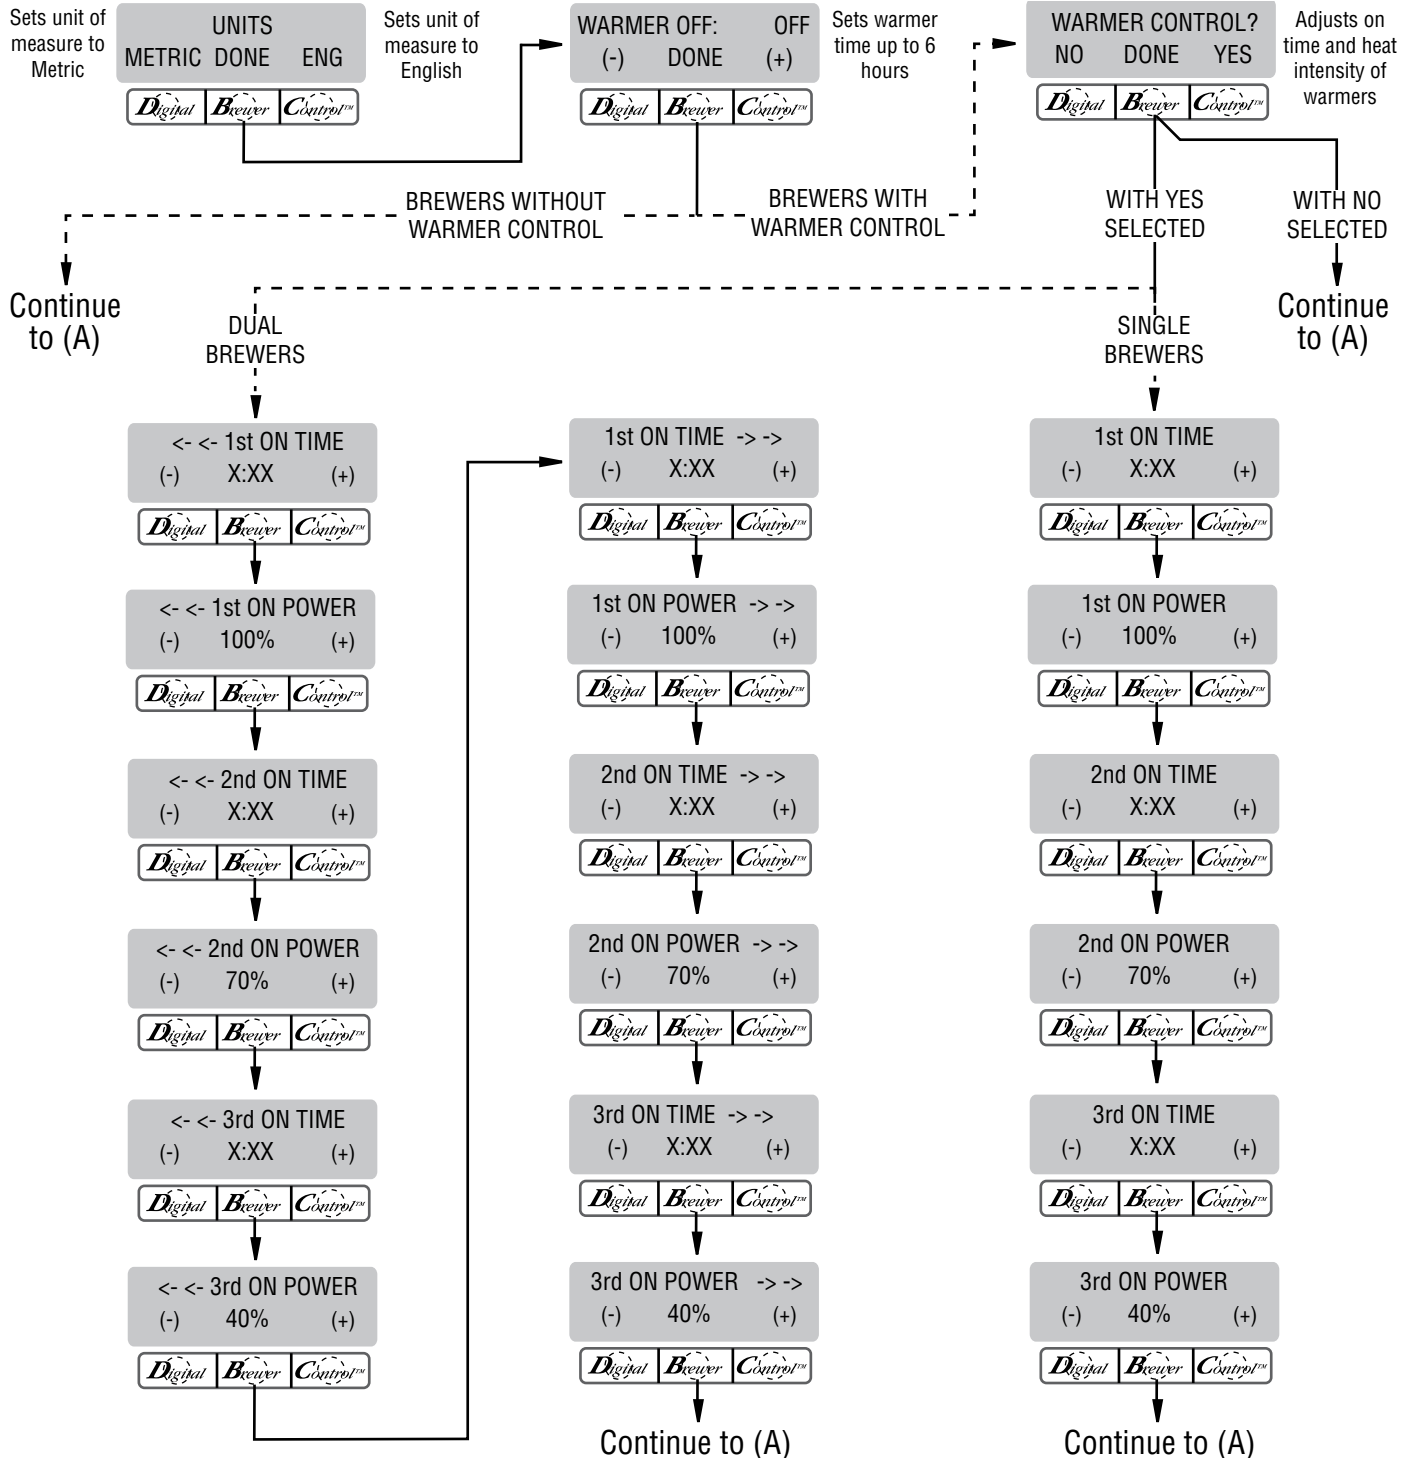 Sets unit of
measure to
Metric
UNITS
METRIC DONE ENG
Digital Brewer Control™
Sets unit of
measure to
English
WARMER OFF: OFF
(-) DONE (+)
Digital Brewer Control™
Sets warmer
time up to 6
hours
WARMER CONTROL?
NO DONE YES
Digital Brewer Control™
Adjusts on
time and heat
intensity of
warmers
BREWERS WITHOUT
WARMER CONTROL
BREWERS WITH
WARMER CONTROL
WITH YES
SELECTED
WITH NO
SELECTED
Continue
to (A)
Continue
to (A)
DUAL
BREWERS
SINGLE
BREWERS
<- <- 1st ON TIME
(-) X:XX (+)
Digital Brewer Control™
<- <- 1st ON POWER
(-) 100% (+)
Digital Brewer Control™
<- <- 2nd ON TIME
(-) X:XX (+)
Digital Brewer Control™
<- <- 2nd ON POWER
(-) 70% (+)
Digital Brewer Control™
<- <- 3rd ON TIME
(-) X:XX (+)
Digital Brewer Control™
<- <- 3rd ON POWER
(-) 40% (+)
Digital Brewer Control™
1st ON TIME -> ->
(-) X:XX (+)
Digital Brewer Control™
1st ON POWER -> ->
(-) 100% (+)
Digital Brewer Control™
2nd ON TIME -> ->
(-) X:XX (+)
Digital Brewer Control™
2nd ON POWER -> ->
(-) 70% (+)
Digital Brewer Control™
3rd ON TIME -> ->
(-) X:XX (+)
Digital Brewer Control™
3rd ON POWER -> ->
(-) 40% (+)
Digital Brewer Control™
Continue to (A)
1st ON TIME
(-) X:XX (+)
Digital Brewer Control™
1st ON POWER
(-) 100% (+)
Digital Brewer Control™
2nd ON TIME
(-) X:XX (+)
Digital Brewer Control™
2nd ON POWER
(-) 70% (+)
Digital Brewer Control™
3rd ON TIME
(-) X:XX (+)
Digital Brewer Control™
3rd ON POWER
(-) 40% (+)
Digital Brewer Control™
Continue to (A)